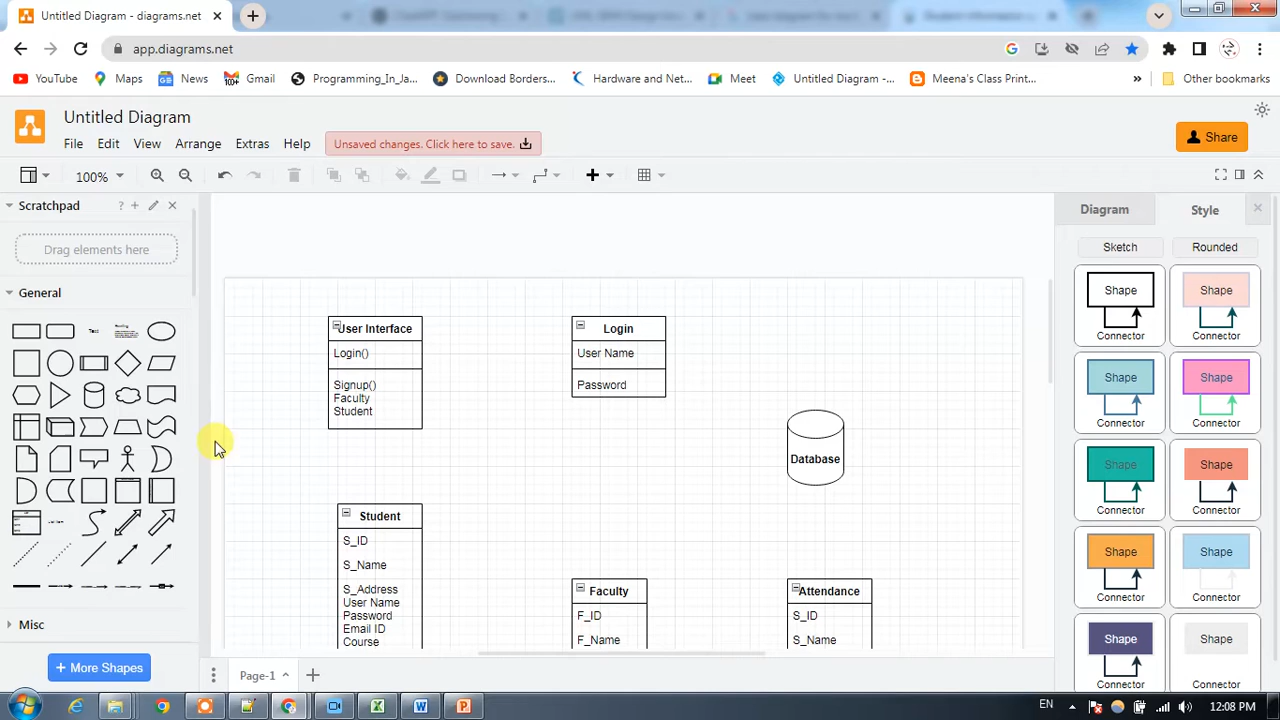 Untitled Diagram - diagrams.net
app.diagrams.net
YouTube
Maps
News
Gmail
Programming_In_Ja...
Download Borders...
Hardware and Net...
Meet
Untitled Diagram -...
Meena's Class Print...
Other bookmarks
Untitled Diagram
File Edit View Arrange Extras Help
Unsaved changes. Click here to save.
Share
100%
Scratchpad
Drag elements here
General
Text
Misc
+ More Shapes
User Interface
Login()
Signup()
Faculty
Student
Login
User Name
Password
Database
Student
S_ID
S_Name
S_Address
User Name
Password
Email ID
Course
Faculty
F_ID
F_Name
Attendance
S_ID
S_Name
Page-1
Diagram
Style
Sketch
Rounded
Shape
Connector
Shape
Connector
Shape
Connector
Shape
Connector
Shape
Connector
Shape
Connector
Shape
Connector
Shape
Connector
Shape
Connector
Shape
Connector
EN
12:08 PM